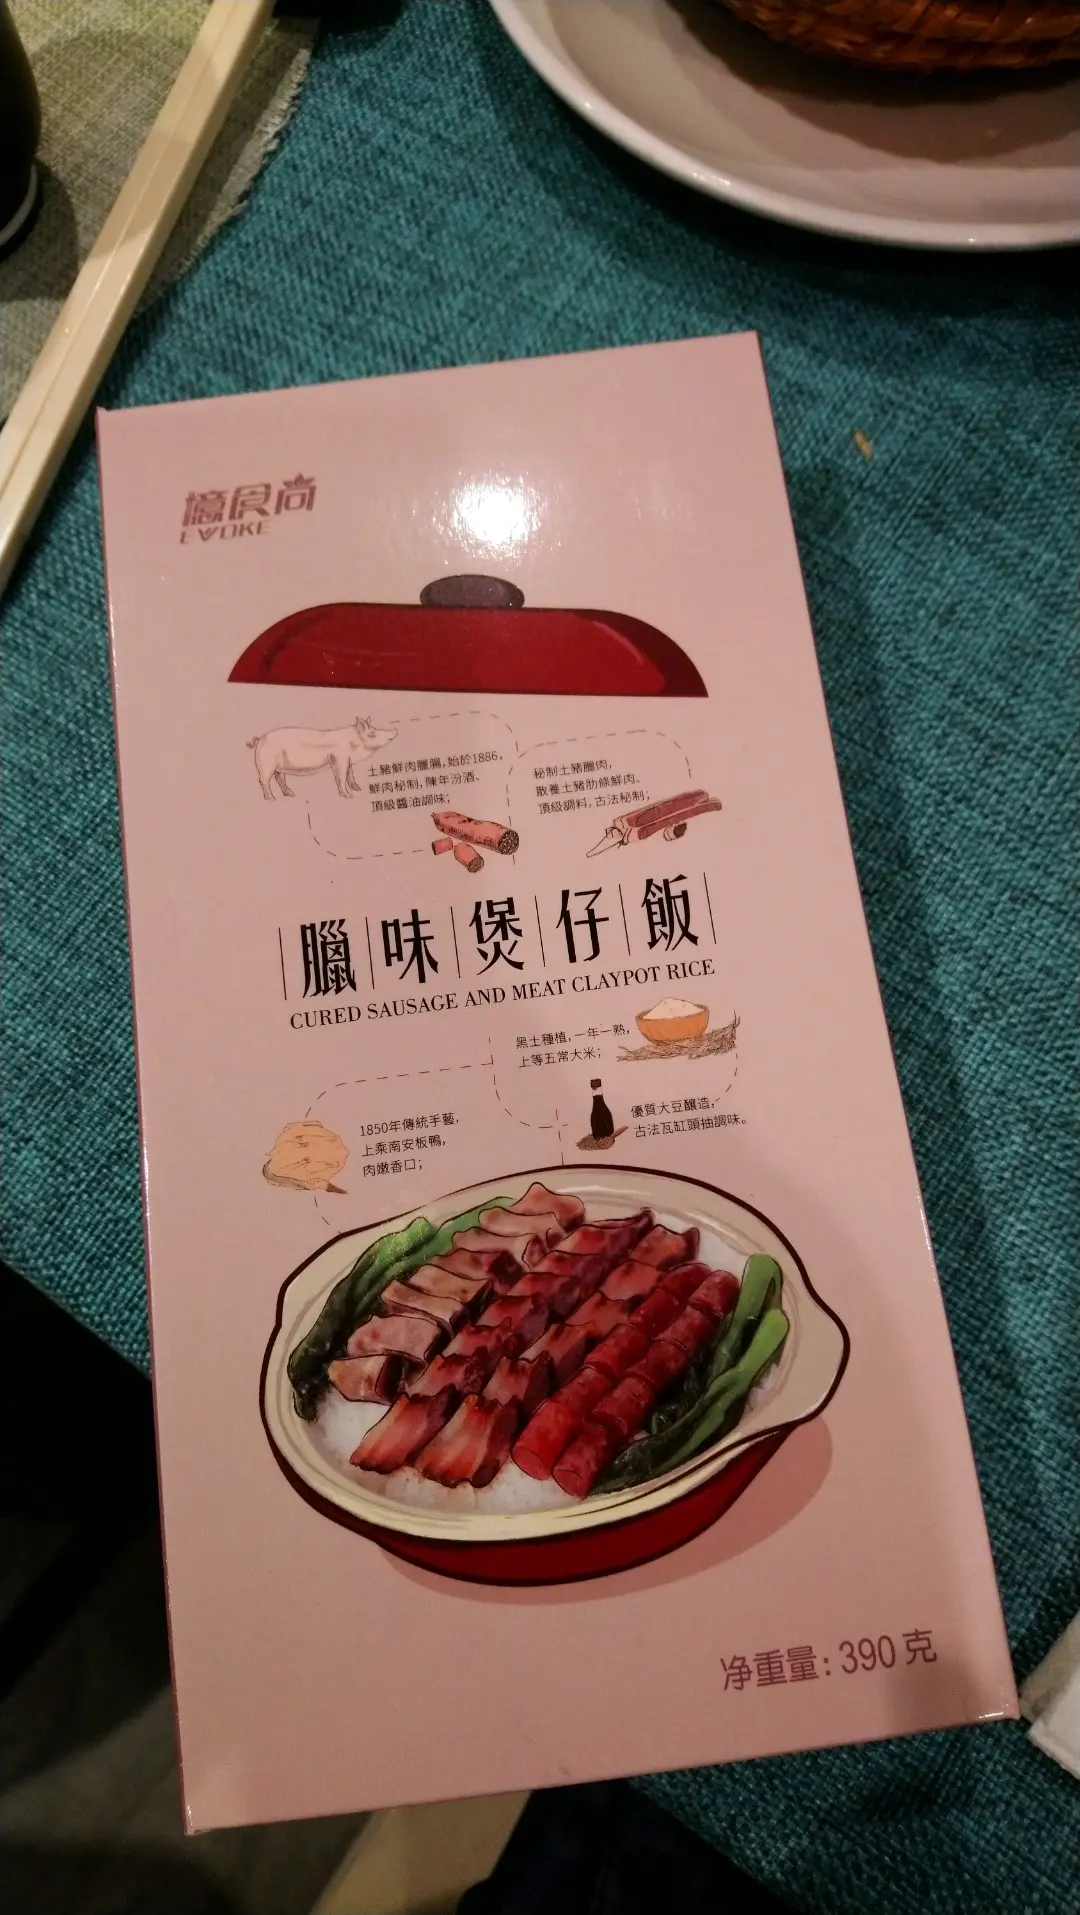 憶食尚
EVOKE
土豬鮮肉臘腸,始於1886,
鮮肉秘制,陳年汾酒、
頂級醬油調味;
秘制土豬臘肉,
散養土豬肋條鮮肉、
頂級調料,古法秘制;
臘味煲仔飯
CURED SAUSAGE AND MEAT CLAYPOT RICE
黑土種植,一年一熟,
上等五常大米;
優質大豆釀造,
古法瓦缸頭抽調味。
1850年傳統手藝,
上乘南安板鴨,
肉嫩香口;
净重量: 390 克